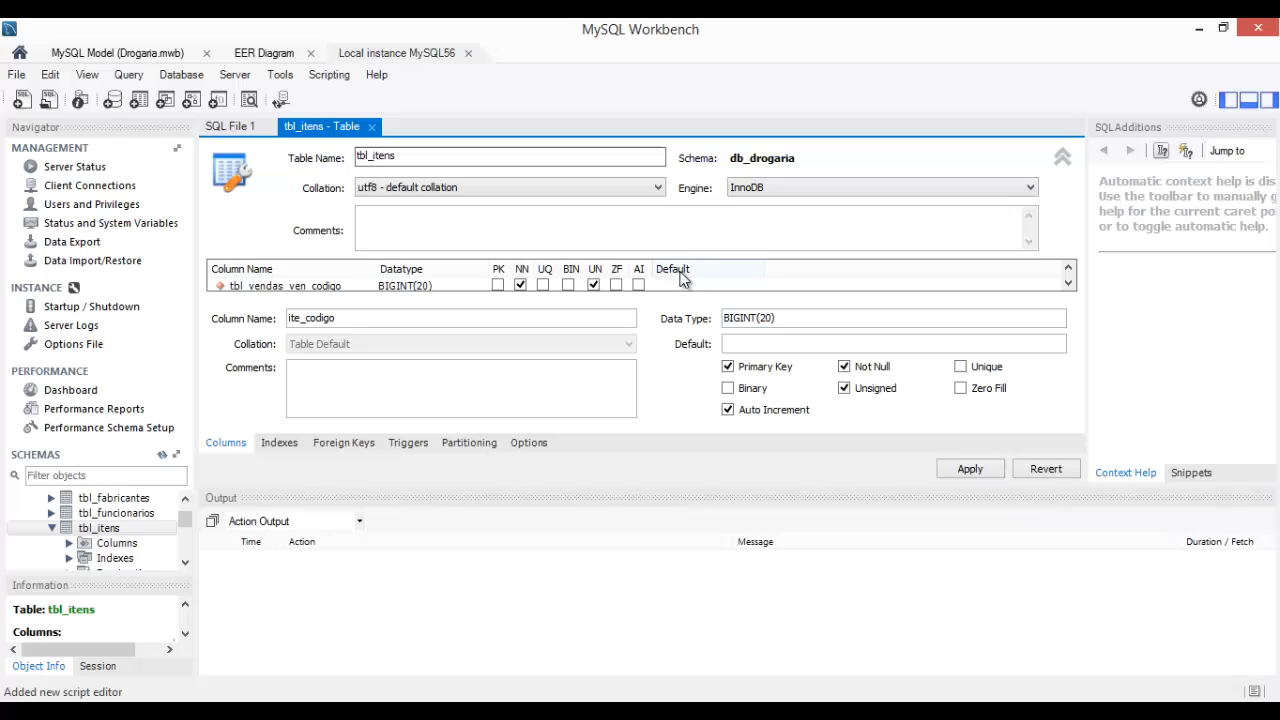 MySQL Workbench
MySQL Model (Drogaria.mwb)
EER Diagram
Local instance MySQL56
File Edit View Query Database Server Tools Scripting Help
Navigator
MANAGEMENT
Server Status
Client Connections
Users and Privileges
Status and System Variables
Data Export
Data Import/Restore
INSTANCE
Startup / Shutdown
Server Logs
Options File
PERFORMANCE
Dashboard
Performance Reports
Performance Schema Setup
SCHEMAS
Filter objects
tbl_fabricantes
tbl_funcionarios
tbl_itens
Columns
Indexes
Information
Table: tbl_itens
Columns:
Object Info Session
SQL File 1 tbl_itens - Table
Table Name: tbl_itens Schema: db_drogaria
Collation: utf8 - default collation Engine: InnoDB
Comments:
Column Name Datatype PK NN UQ BIN UN ZF AI Default
tbl_vendas_ven_codigo BIGINT(20)
Column Name: ite_codigo Data Type: BIGINT(20)
Collation: Table Default Default:
Comments:
Primary Key Not Null Unique
Binary Unsigned Zero Fill
Auto Increment
Columns Indexes Foreign Keys Triggers Partitioning Options
Apply Revert
Output
Action Output
Time Action Message Duration / Fetch
SQLAdditions
Jump to
Automatic context help is dis
Use the toolbar to manually g
help for the current caret po
or to toggle automatic help.
Context Help Snippets
Added new script editor